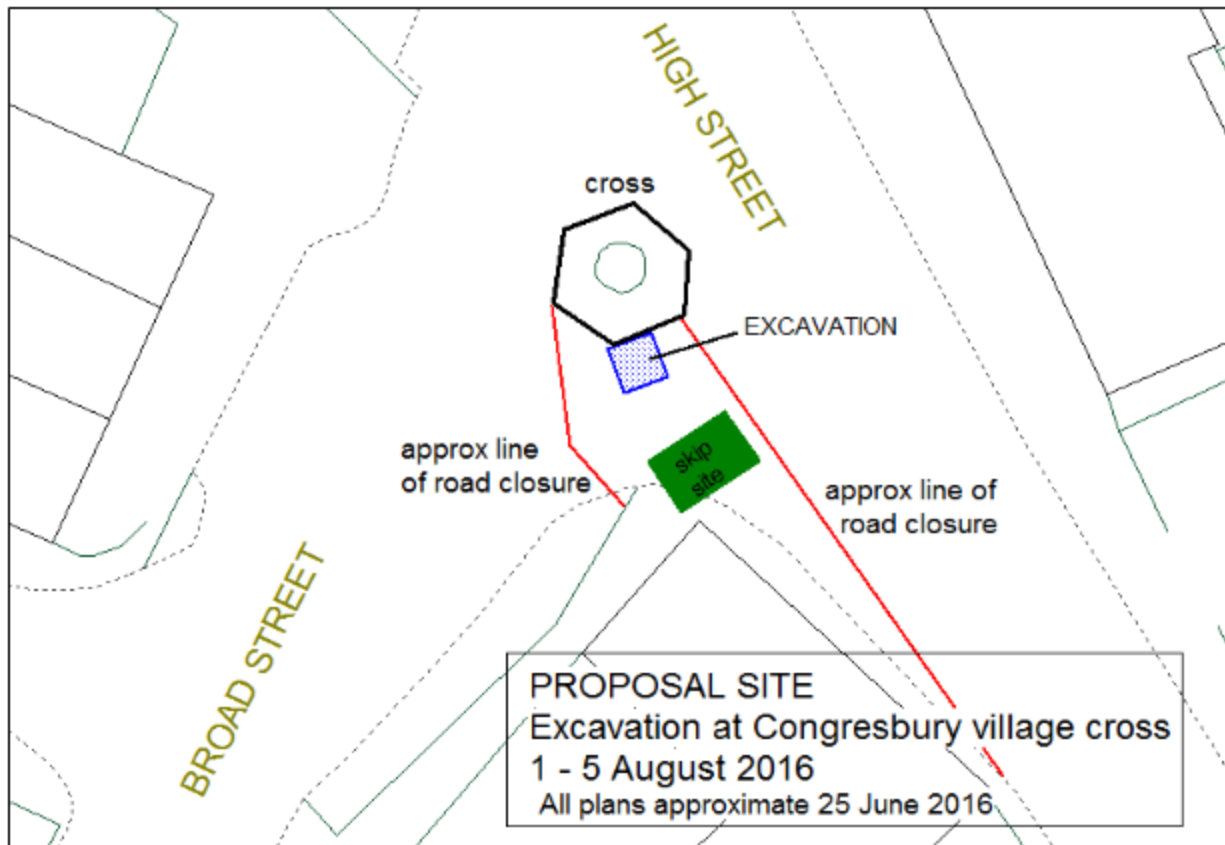 HIGH STREET
cross
EXCAVATION
approx line
of road closure
skip
site
approx line of
road closure
BROAD STREET
PROPOSAL SITE
Excavation at Congresbury village cross
1 - 5 August 2016
All plans approximate 25 June 2016